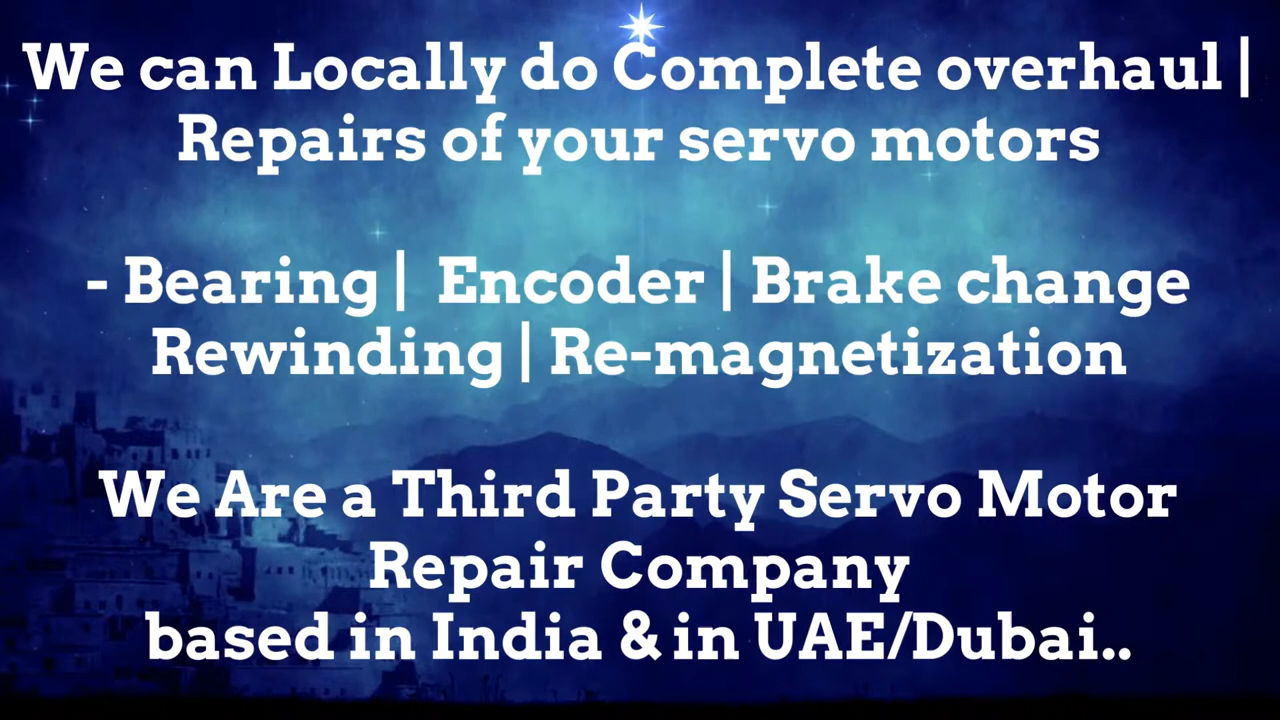 We can Locally do Complete overhaul |
Repairs of your servo motors
- Bearing | Encoder | Brake change
Rewinding | Re-magnetization
We Are a Third Party Servo Motor
Repair Company
based in India & in UAE/Dubai..